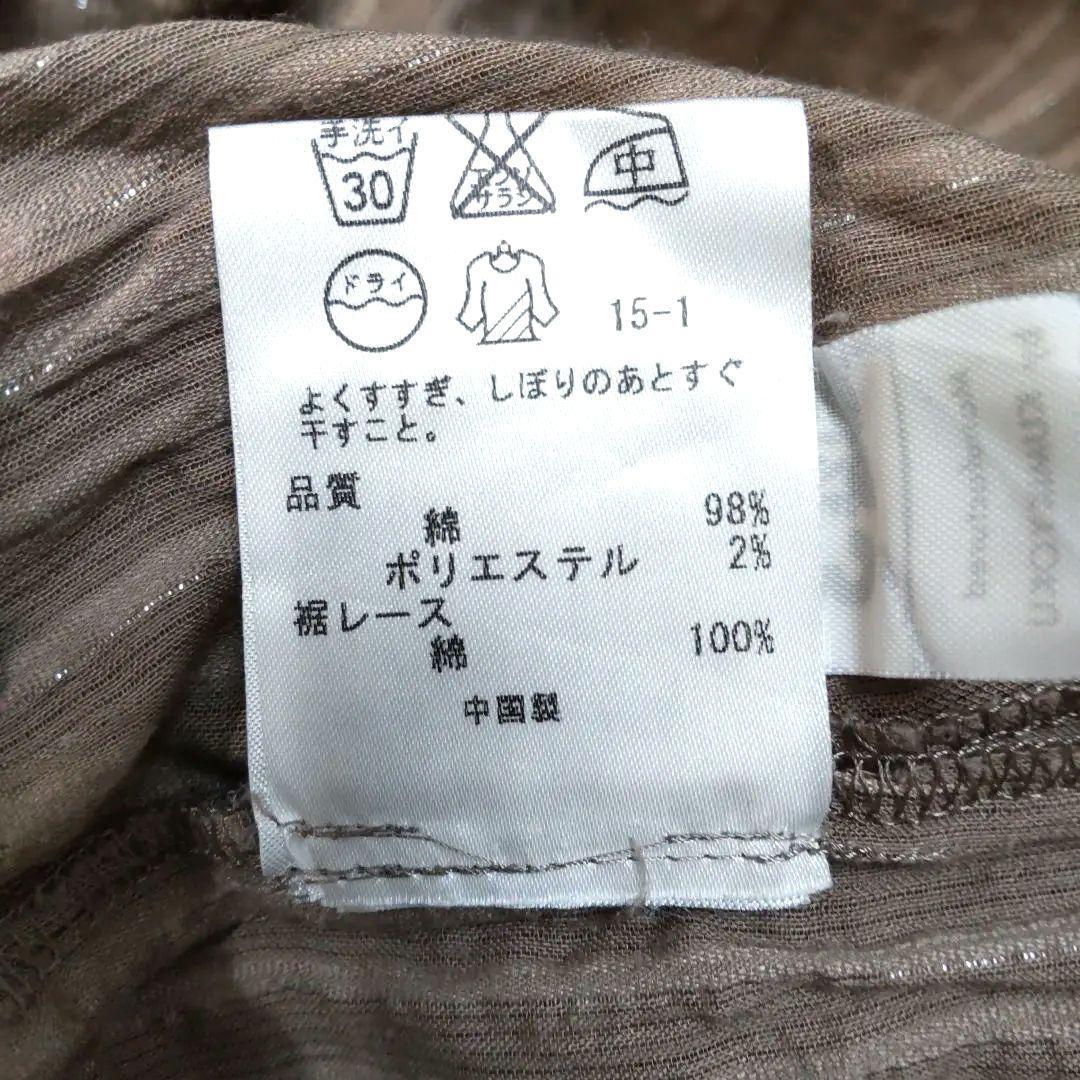 手洗イ
30
エンソ
サラシ
中
ドライ
15-1
よくすすぎ、しぼりのあとすぐ
干すこと。
品質
綿 98%
ポリエステル 2%
裾レース
綿 100%
中国製